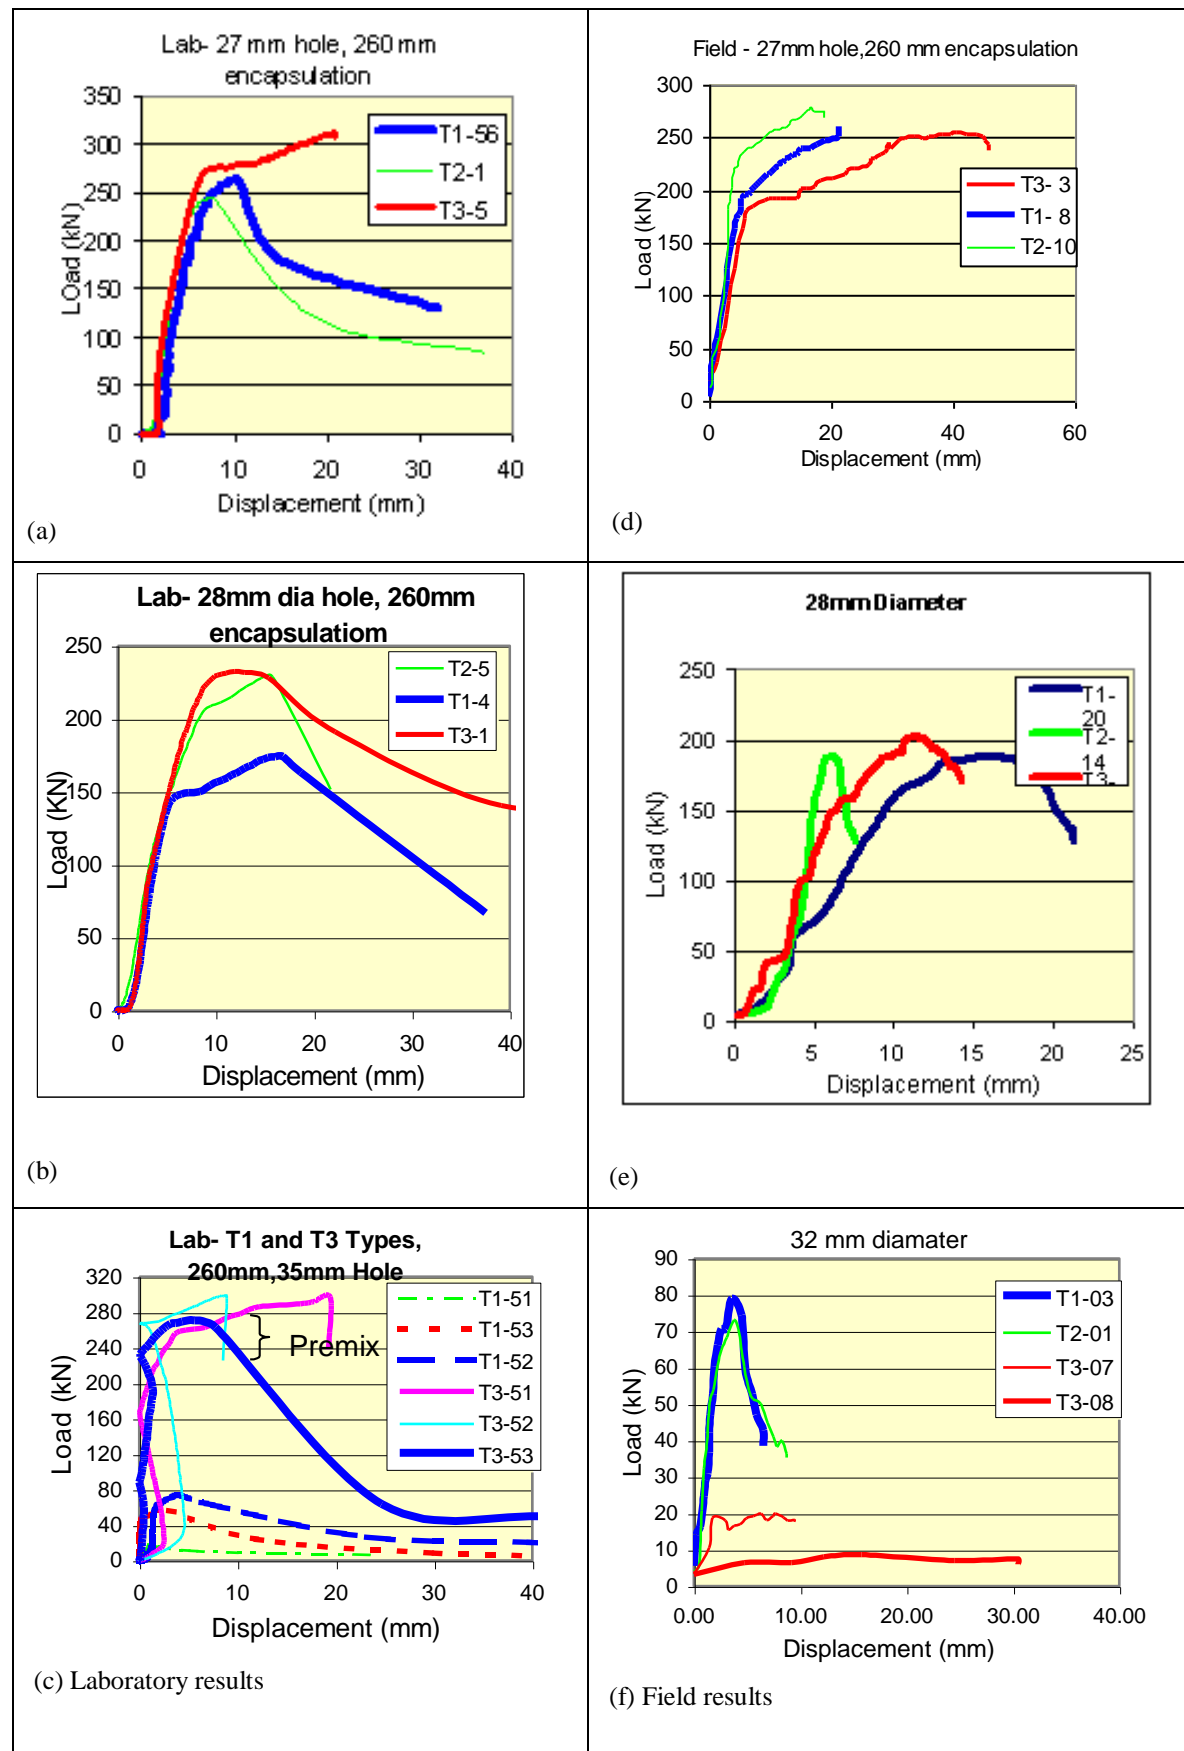 Lab- 27 mm hole, 260 mm
encapsulation
350
300
250
200
150
100
50
0
LOad (kN)
T1-56
T2-1
T3-5
0 10 20 30 40
Displacement (mm)
(a)
Field - 27mm hole,260 mm encapsulation
300
250
200
150
100
50
0
Load (kN)
T3- 3
T1- 8
T2-10
0 20 40 60
Displacement (mm)
(d)
Lab- 28mm dia hole, 260mm
encapsulatiom
250
200
150
100
50
0
Load (KN)
T2-5
T1-4
T3-1
0 10 20 30 40
Displacement (mm)
(b)
28mm Diameter
250
200
150
100
50
0
Load (kN)
T1-
20
T2-
14
T3-
0 5 10 15 20 25
Displacement (mm)
(e)
Lab- T1 and T3 Types,
260mm,35mm Hole
320
280
240
200
160
120
80
40
0
Load (kN)
Premix
T1-51
T1-53
T1-52
T3-51
T3-52
T3-53
0 10 20 30 40
Displacement (mm)
(c) Laboratory results
32 mm diamater
90
80
70
60
50
40
30
20
10
0
Load (kN)
T1-03
T2-01
T3-07
T3-08
0.00 10.00 20.00 30.00 40.00
Displacement (mm)
(f) Field results